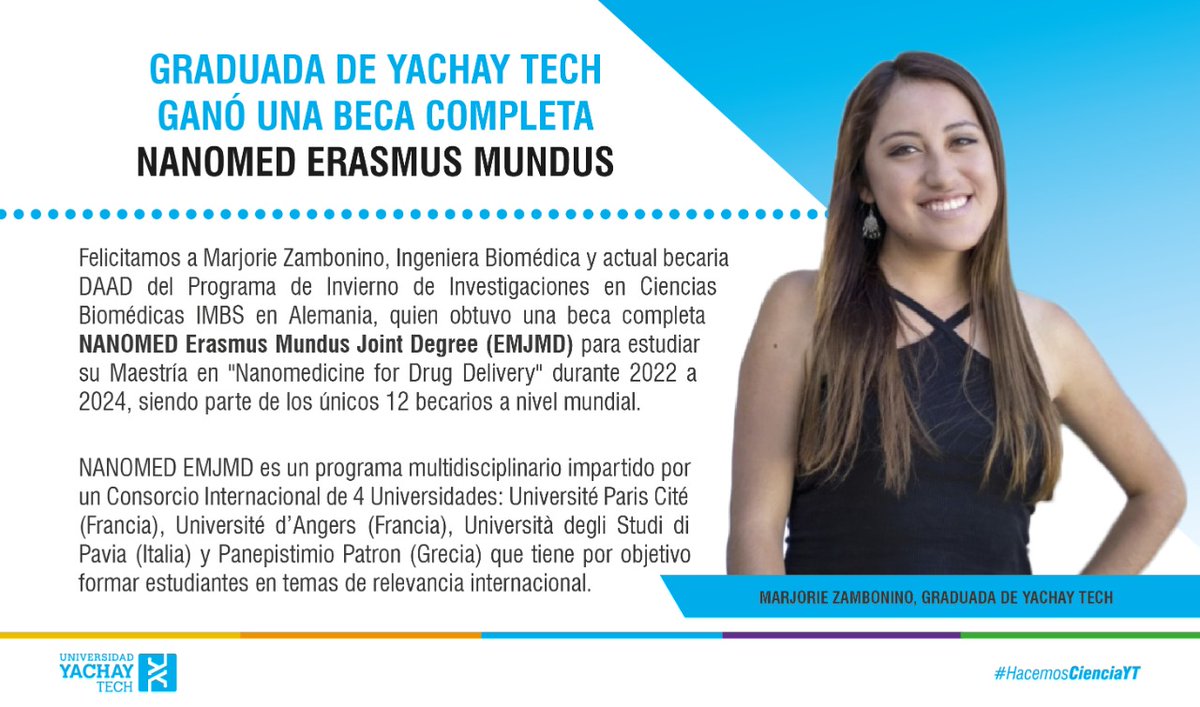 GRADUADA DE YACHAY TECH
GANÓ UNA BECA COMPLETA
NANOMED ERASMUS MUNDUS
Felicitamos a Marjorie Zambonino, Ingeniera Biomédica y actual becaria
DAAD del Programa de Invierno de Investigaciones en Ciencias
Biomédicas IMBS en Alemania, quien obtuvo una beca completa
NANOMED Erasmus Mundus Joint Degree (EMJMD) para estudiar
su Maestría en "Nanomedicine for Drug Delivery" durante 2022 a
2024, siendo parte de los únicos 12 becarios a nivel mundial.
NANOMED EMJMD es un programa multidisciplinario impartido por
un Consorcio Internacional de 4 Universidades: Université Paris Cité
(Francia), Université d’Angers (Francia), Università degli Studi di
Pavia (Italia) y Panepistimio Patron (Grecia) que tiene por objetivo
formar estudiantes en temas de relevancia internacional.
MARJORIE ZAMBONINO, GRADUADA DE YACHAY TECH
UNIVERSIDAD
YACHAY
TECH
#HacemosCienciaYT